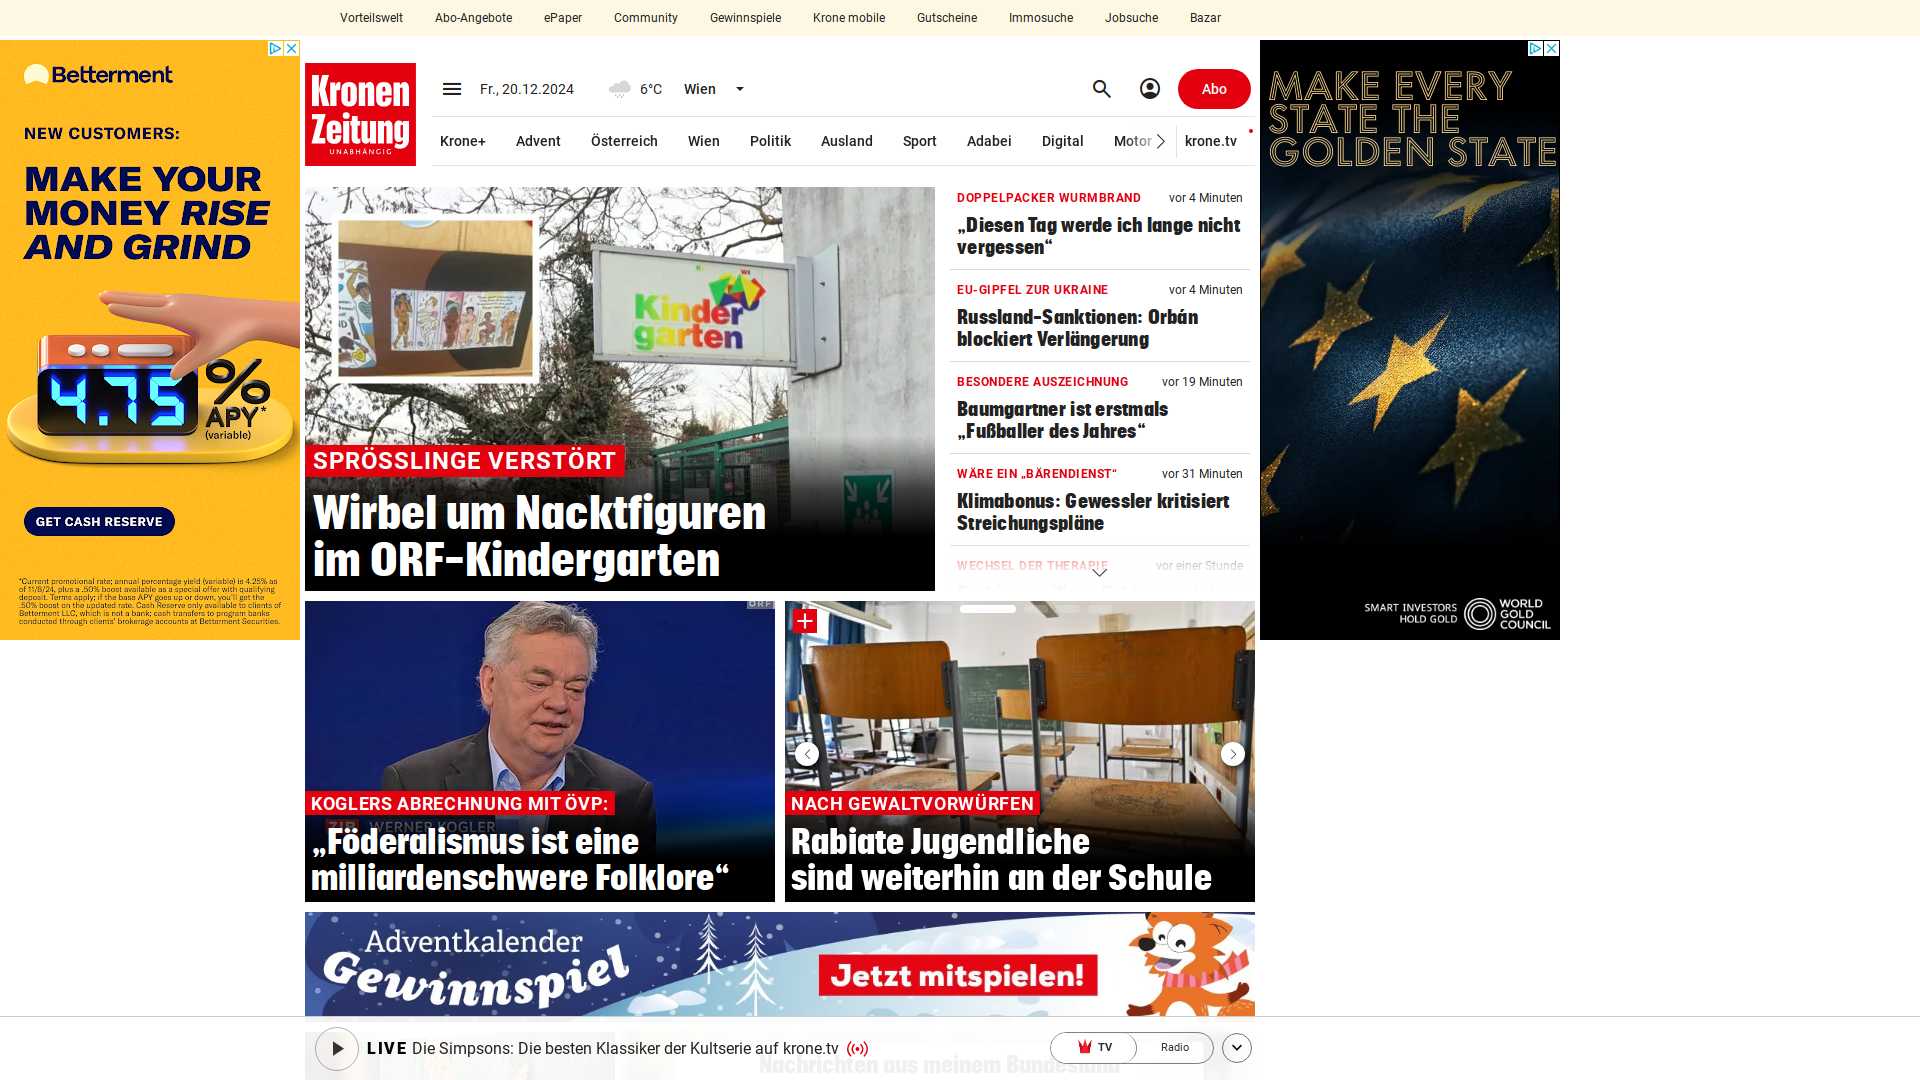 Vorteilswelt
Abo-Angebote
ePaper
Community
Gewinnspiele
Krone mobile
Gutscheine
Immosuche
Jobsuche
Bazar
Betterment
NEW CUSTOMERS:
MAKE YOUR
MONEY RISE
AND GRIND
4.75
%
APY*
(variable)
GET CASH RESERVE
*Current promotional rate; annual percentage yield (variable) is 4.25% as
of 11/8/24, plus a .50% boost available as a special offer with qualifying
deposit. Terms apply; if the base APY goes up or down, you'll get the
.50% boost on the updated rate. Cash Reserve only available to clients of
Betterment LLC, which is not a bank; cash transfers to program banks
conducted through clients' brokerage accounts at Betterment Securities.
Kronen
Zeitung
UNABHÄNGIG
Fr., 20.12.2024
6°C
Wien
Abo
Krone+
Advent
Österreich
Wien
Politik
Ausland
Sport
Adabei
Digital
Motor
krone.tv
Kinder
garten
SPRÖSSLINGE VERSTÖRT
Wirbel um Nacktfiguren
im ORF-Kindergarten
DOPPELPACKER WURMBRAND
vor 4 Minuten
„Diesen Tag werde ich lange nicht
vergessen“
EU-GIPFEL ZUR UKRAINE
vor 4 Minuten
Russland-Sanktionen: Orbán
blockiert Verlängerung
BESONDERE AUSZEICHNUNG
vor 19 Minuten
Baumgartner ist erstmals
„Fußballer des Jahres“
WÄRE EIN „BÄRENDIENST“
vor 31 Minuten
Klimabonus: Gewessler kritisiert
Streichungspläne
WECHSEL DER THERAPIE
vor einer Stunde
ORF
ZIB
WERNER KOGLER
KOGLERS ABRECHNUNG MIT ÖVP:
„Föderalismus ist eine
milliardenschwere Folklore“
NACH GEWALTVORWÜRFEN
Rabiate Jugendliche
sind weiterhin an der Schule
MAKE EVERY
STATE THE
GOLDEN STATE
SMART INVESTORS
HOLD GOLD
WORLD
GOLD
COUNCIL
Adventkalender
Gewinnspiel
Jetzt mitspielen!
LIVE Die Simpsons: Die besten Klassiker der Kultserie auf krone.tv
TV
Radio
Nachrichten aus meinem Bundesland